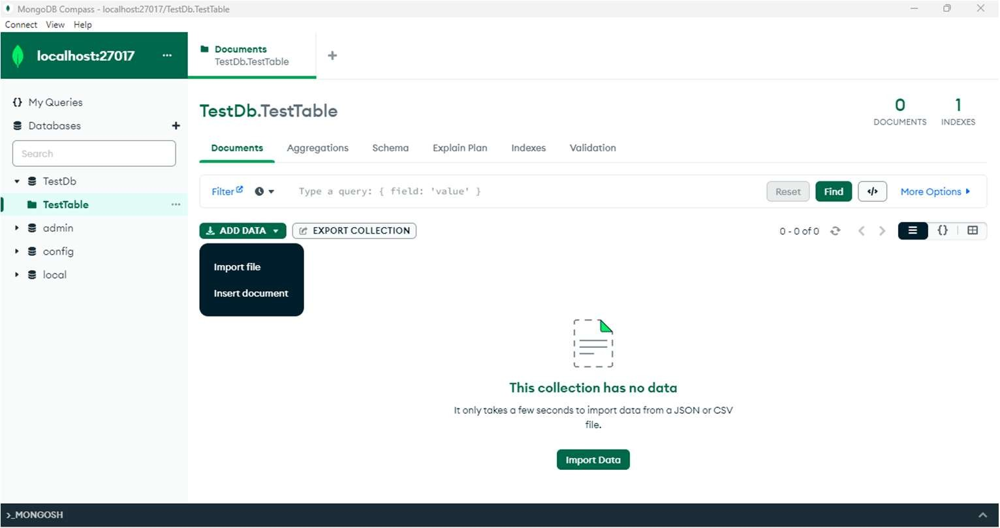 MongoDB Compass - localhost:27017/TestDb.TestTable
Connect View Help
localhost:27017 ...
Documents
TestDb.TestTable
+
{} My Queries
Databases +
Search
TestDb
TestTable ...
admin
config
local
TestDb.TestTable
0
DOCUMENTS
1
INDEXES
Documents Aggregations Schema Explain Plan Indexes Validation
Filter Type a query: { field: 'value' } Reset Find </> More Options
ADD DATA EXPORT COLLECTION 0 - 0 of 0 {}
Import file
Insert document
This collection has no data
It only takes a few seconds to import data from a JSON or CSV
file.
Import Data
>_MONGOSH